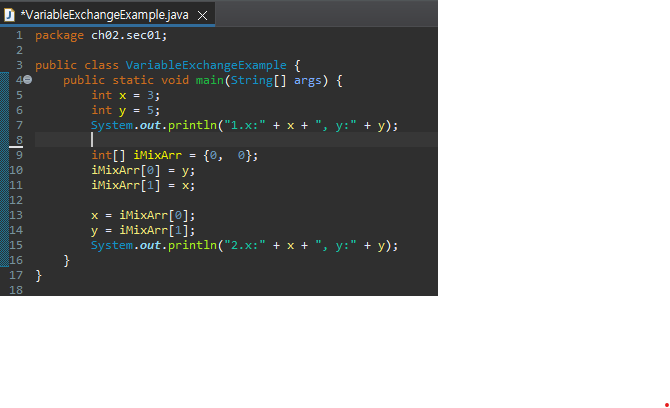 *VariableExchangeExample.java
1 package ch02.sec01;
2
3 public class VariableExchangeExample {
4 public static void main(String[] args) {
5 int x = 3;
6 int y = 5;
7 System.out.println("1.x:" + x + ", y:" + y);
8
9 int[] iMixArr = {0,  0};
10 iMixArr[0] = y;
11 iMixArr[1] = x;
12
13 x = iMixArr[0];
14 y = iMixArr[1];
15 System.out.println("2.x:" + x + ", y:" + y);
16 }
17 }
18